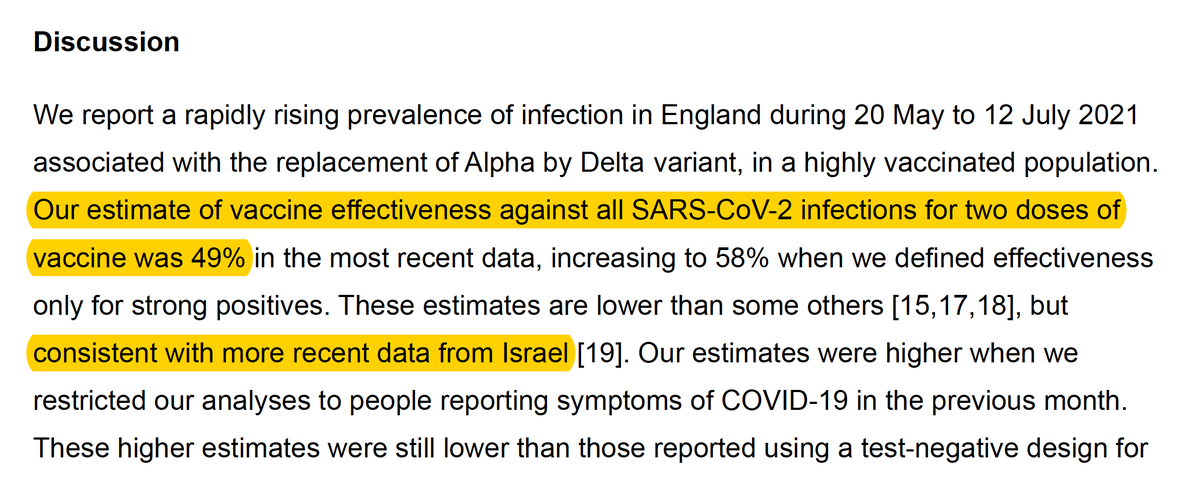 Discussion
We report a rapidly rising prevalence of infection in England during 20 May to 12 July 2021
associated with the replacement of Alpha by Delta variant, in a highly vaccinated population.
Our estimate of vaccine effectiveness against all SARS-CoV-2 infections for two doses of
vaccine was 49% in the most recent data, increasing to 58% when we defined effectiveness
only for strong positives. These estimates are lower than some others [15,17,18], but
consistent with more recent data from Israel [19]. Our estimates were higher when we
restricted our analyses to people reporting symptoms of COVID-19 in the previous month.
These higher estimates were still lower than those reported using a test-negative design for